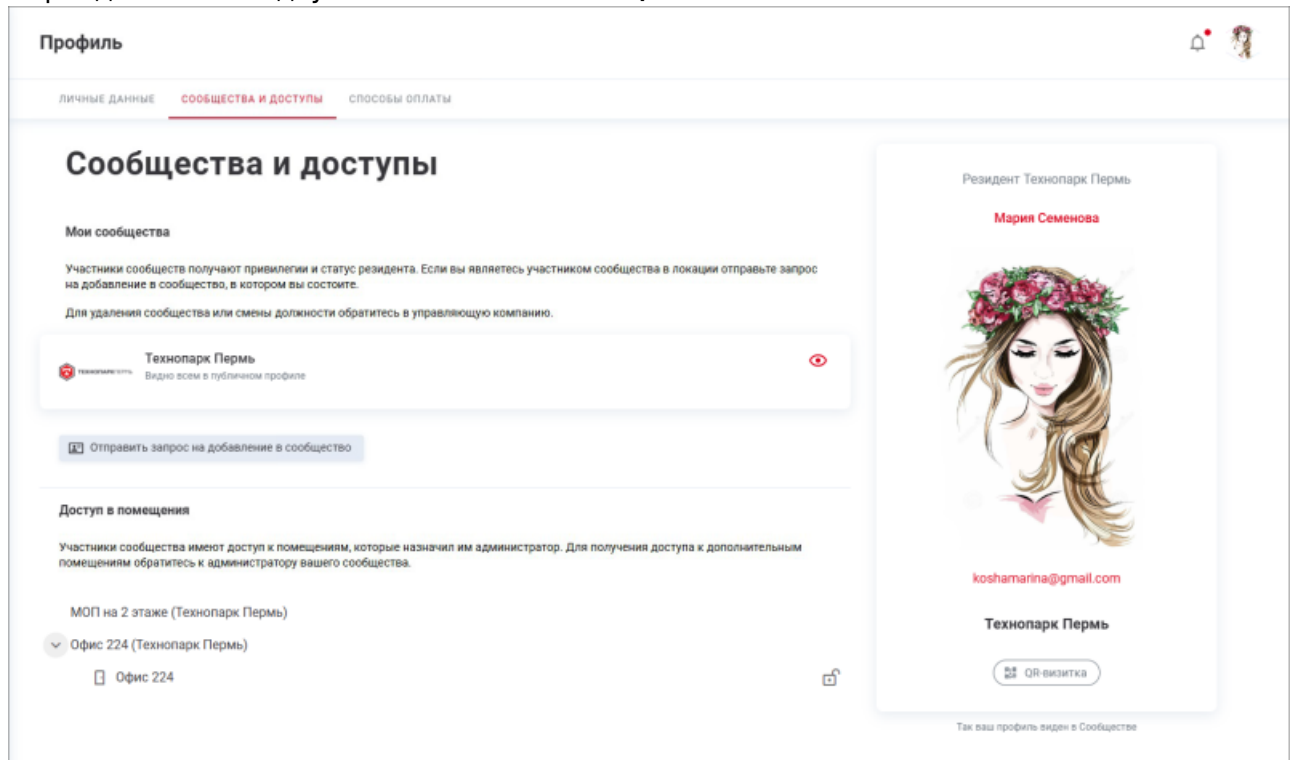 Профиль
ЛИЧНЫЕ ДАННЫЕ СООБЩЕСТВА И ДОСТУПЫ СПОСОБЫ ОПЛАТЫ
Сообщества и доступы
Мои сообщества
Участники сообществ получают привилегии и статус резидента. Если вы являетесь участником сообщества в локации отправьте запрос
на добавление в сообщество, в котором вы состоите.
Для удаления сообщества или смены должности обратитесь в управляющую компанию.
ТЕХНОПАРК ПЕРМЬ
Технопарк Пермь
Видно всем в публичном профиле
Отправить запрос на добавление в сообщество
Доступ в помещения
Участники сообщества имеют доступ к помещениям, которые назначил им администратор. Для получения доступа к дополнительным
помещениям обратитесь к администратору вашего сообщества.
МОП на 2 этаже (Технопарк Пермь)
Офис 224 (Технопарк Пермь)
Офис 224
Резидент Технопарк Пермь
Мария Семенова
koshamarina@gmail.com
Технопарк Пермь
QR-визитка
Так ваш профиль виден в Сообществе